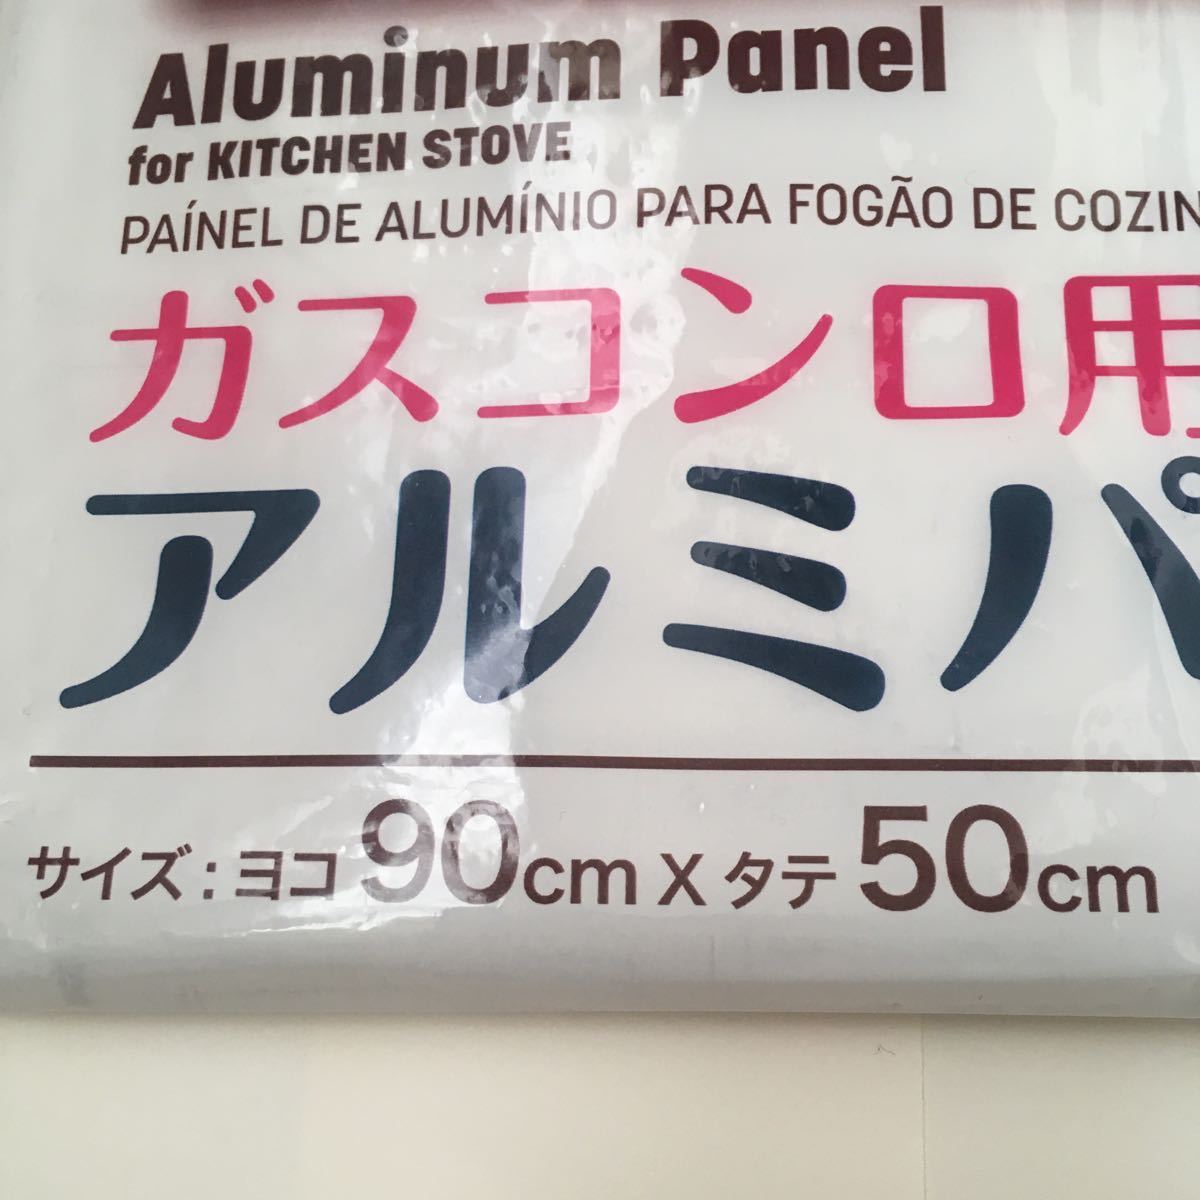 Aluminum Panel
for KITCHEN STOVE
PAÍNEL DE ALUMÍNIO PARA FOGÃO DE COZIN
ガスコンロ用
アルミパ
サイズ：ヨコ 90cm X タテ 50cm